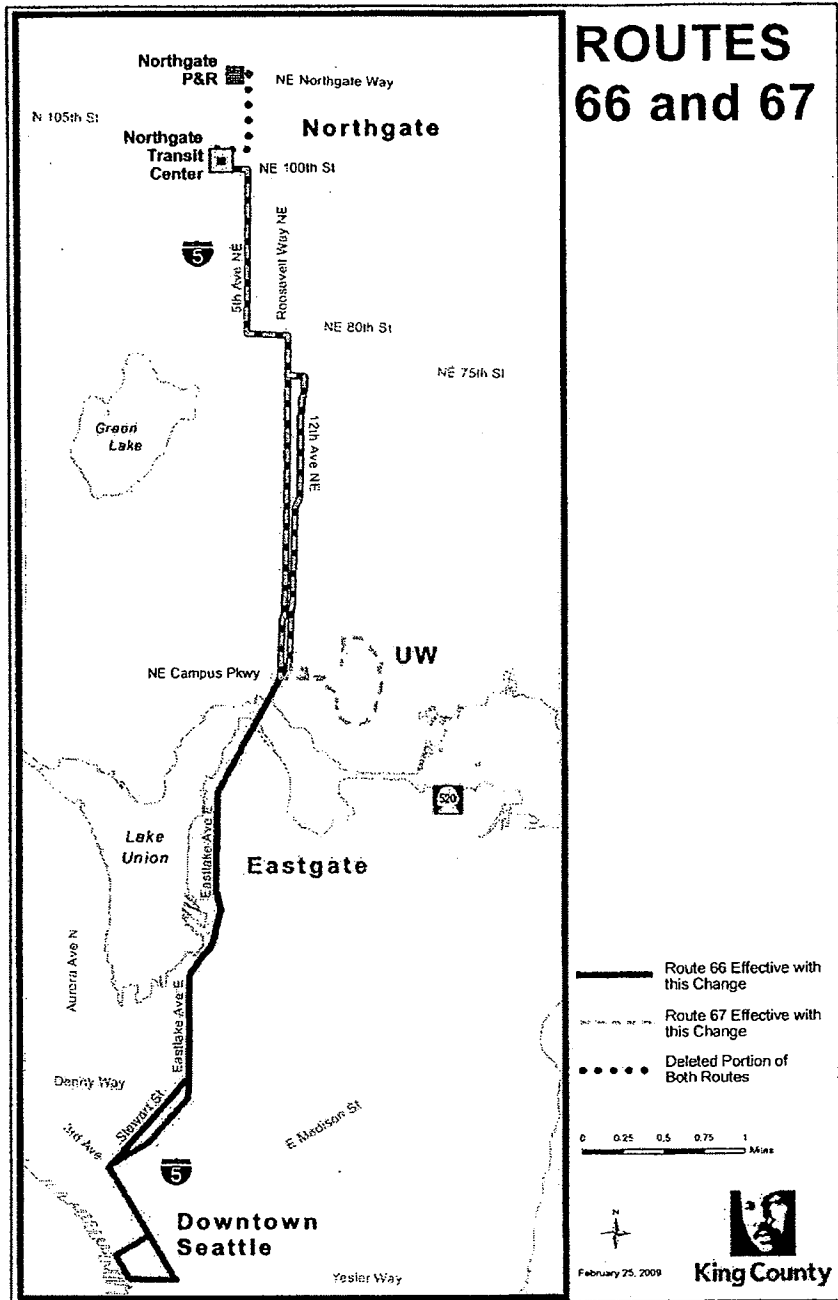 ROUTES
66 and 67
Northgate
P&R
NE Northgate Way
N 105th St
Northgate
Northgate
Transit
Center
NE 100th St
5
5th Ave NE
Roosevelt Way NE
NE 80th St
NE 75th St
Green
Lake
12th Ave NE
UW
NE Campus Pkwy
520
Lake
Union
Eastlake Ave E
Eastgate
Aurora Ave N
Eastlake Ave E
Denny Way
Stewart St
3rd Ave
E Madison St
5
Downtown
Seattle
Yesler Way
Route 66 Effective with
this Change
Route 67 Effective with
this Change
Deleted Portion of
Both Routes
0 0.25 0.5 0.75 1
Miles
N
February 25, 2009
King County